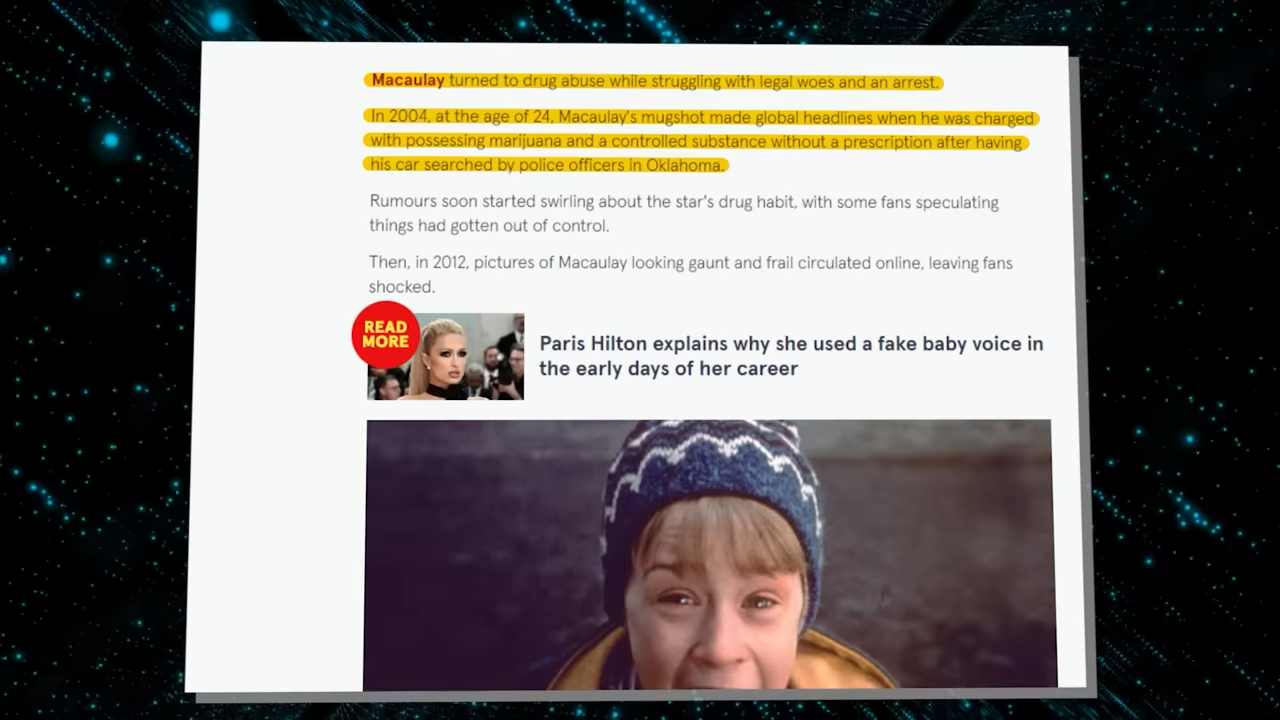 Macaulay turned to drug abuse while struggling with legal woes and an arrest.
In 2004, at the age of 24, Macaulay's mugshot made global headlines when he was charged
with possessing marijuana and a controlled substance without a prescription after having
his car searched by police officers in Oklahoma.
Rumours soon started swirling about the star's drug habit, with some fans speculating
things had gotten out of control.
Then, in 2012, pictures of Macaulay looking gaunt and frail circulated online, leaving fans
shocked.
READ
MORE
Paris Hilton explains why she used a fake baby voice in
the early days of her career